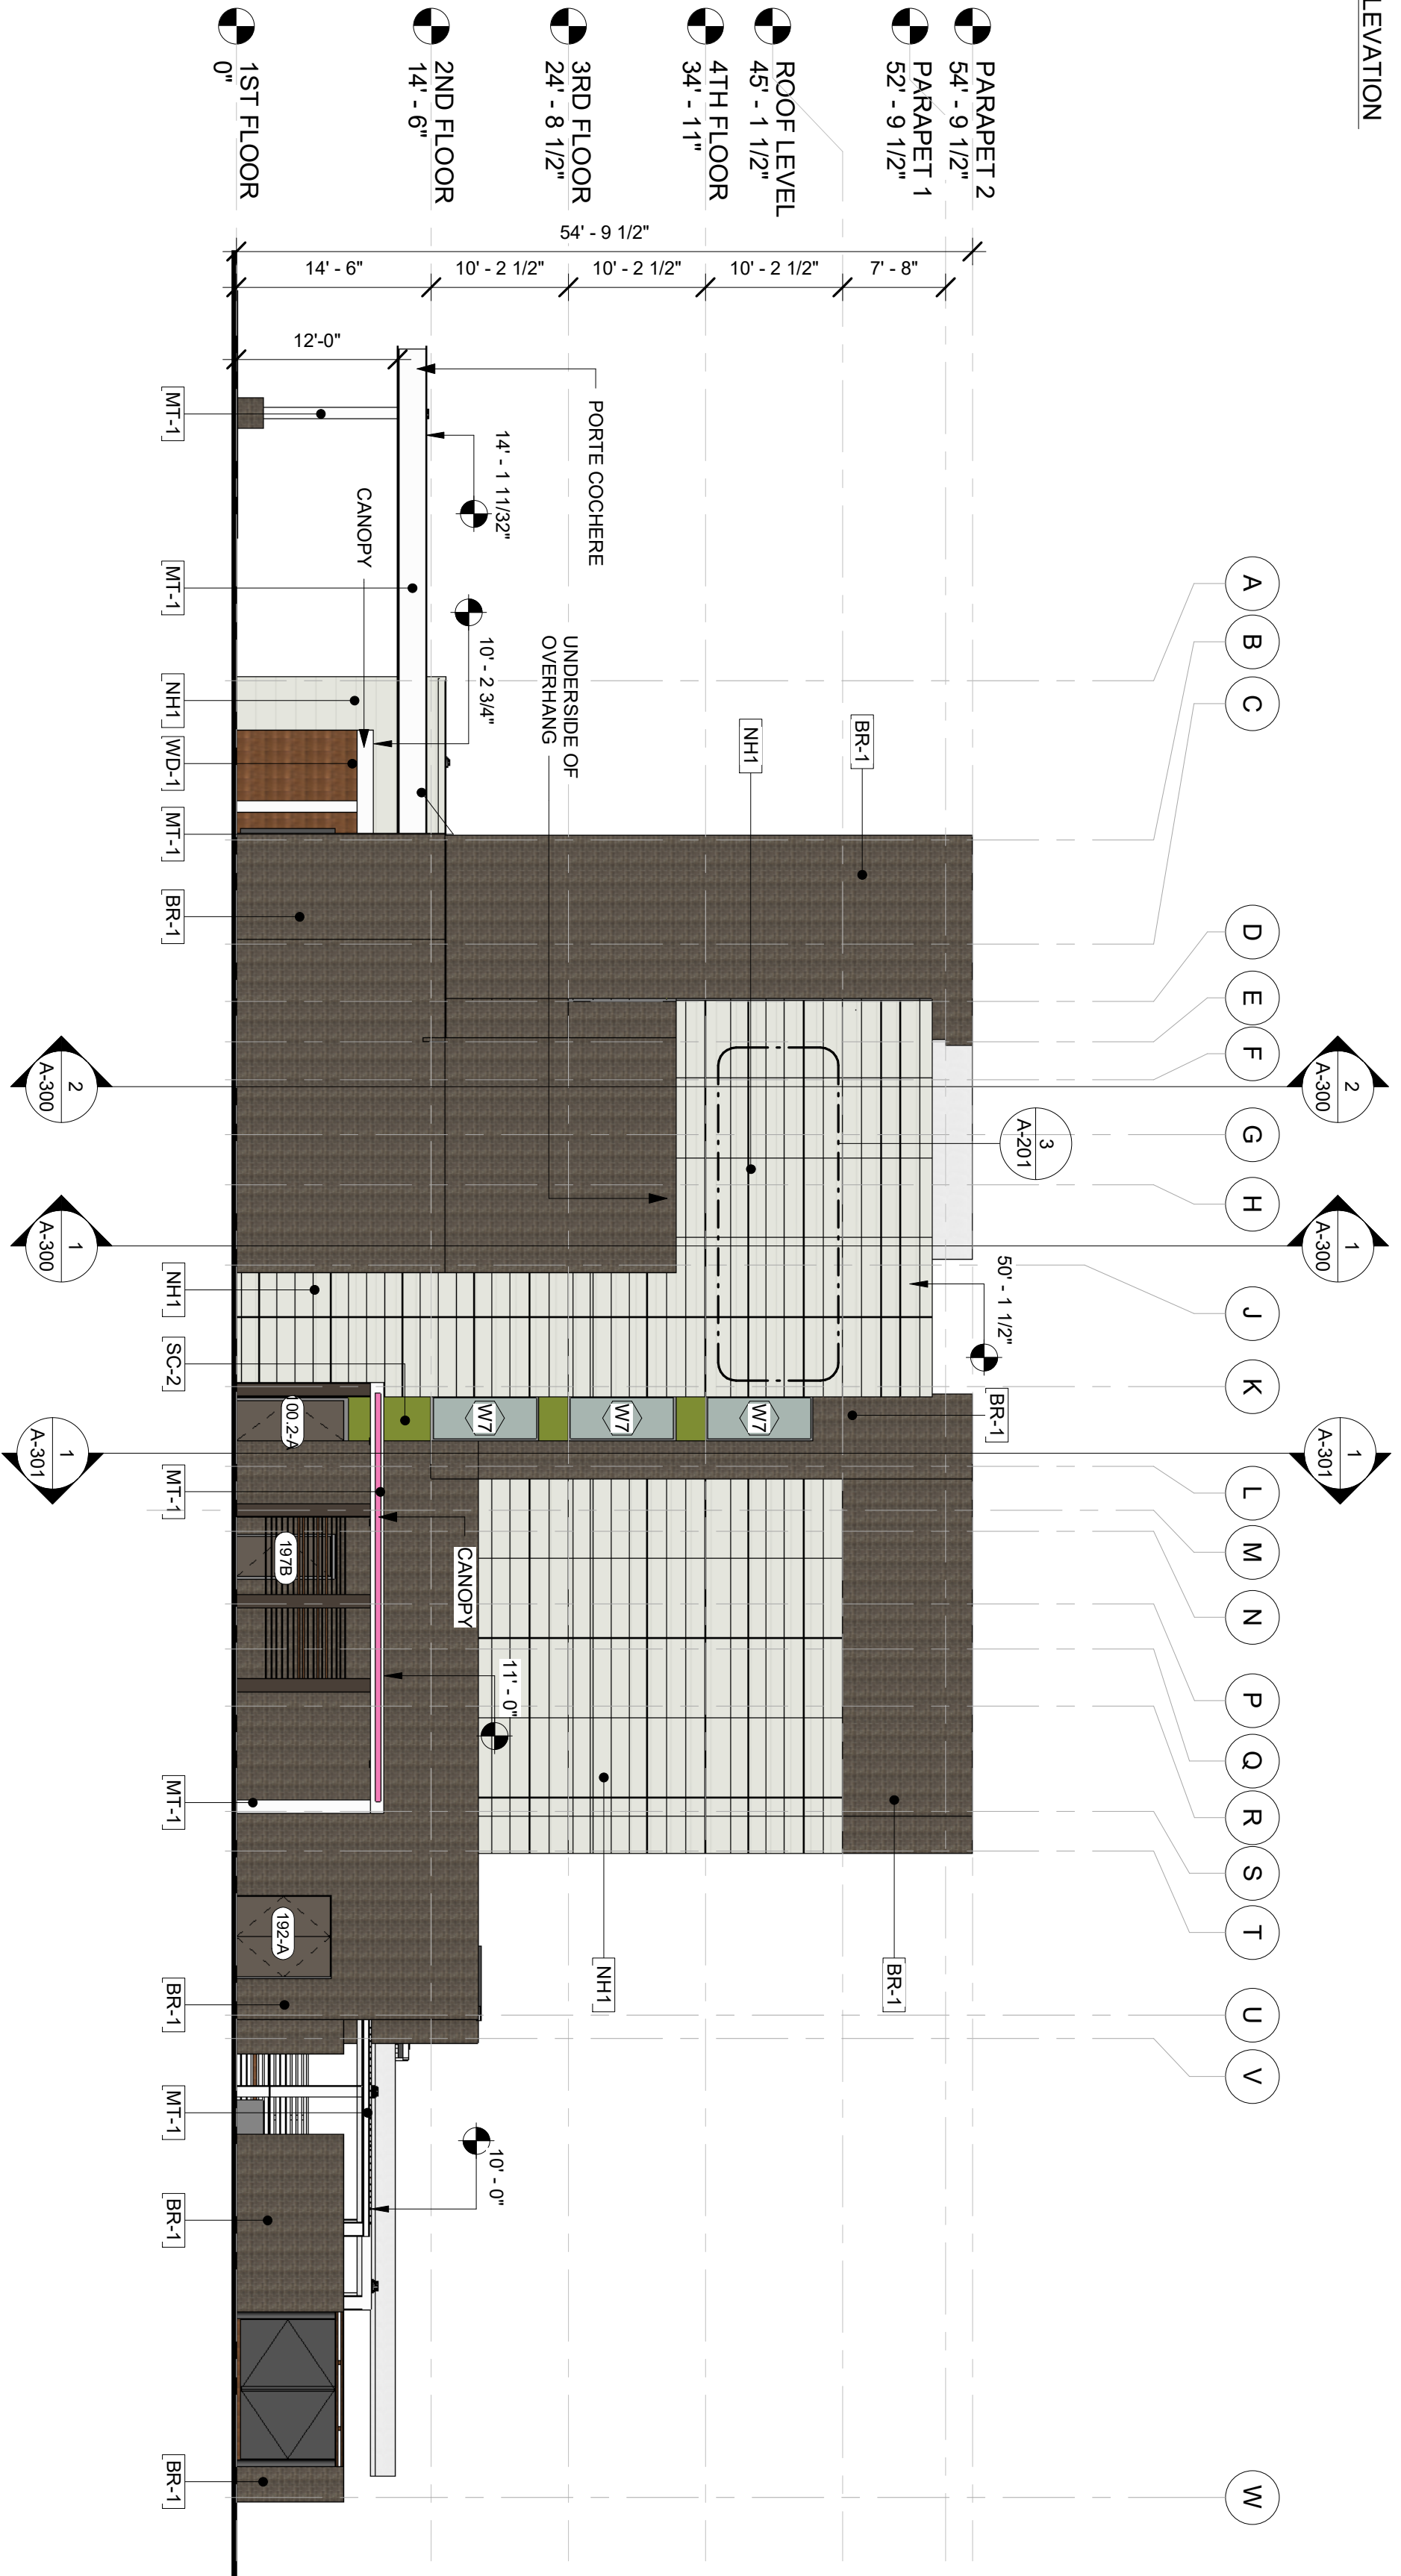 LEVATION
A
B
C
D
E
F
G
H
J
K
L
M
N
P
Q
R
S
T
U
V
W
2
A-300
1
A-300
1
A-301
3
A-201
PARAPET 2
54' - 9 1/2"
PARAPET 1
52' - 9 1/2"
ROOF LEVEL
45' - 1 1/2"
4TH FLOOR
34' - 11"
3RD FLOOR
24' - 8 1/2"
2ND FLOOR
14' - 6"
1ST FLOOR
0"
54' - 9 1/2"
7' - 8"
10' - 2 1/2"
10' - 2 1/2"
10' - 2 1/2"
14' - 6"
12'-0"
PORTE COCHERE
14' - 1 11/32"
CANOPY
10' - 2 3/4"
UNDERSIDE OF
OVERHANG
BR-1
NH1
50' - 1 1/2"
BR-1
W7
W7
W7
CANOPY
11' - 0"
BR-1
NH1
10' - 0"
00.2-A
197B
192-A
MT-1
MT-1
NH1
WD-1
MT-1
BR-1
NH1
SC-2
MT-1
MT-1
BR-1
MT-1
BR-1
BR-1
2
A-300
1
A-300
1
A-301